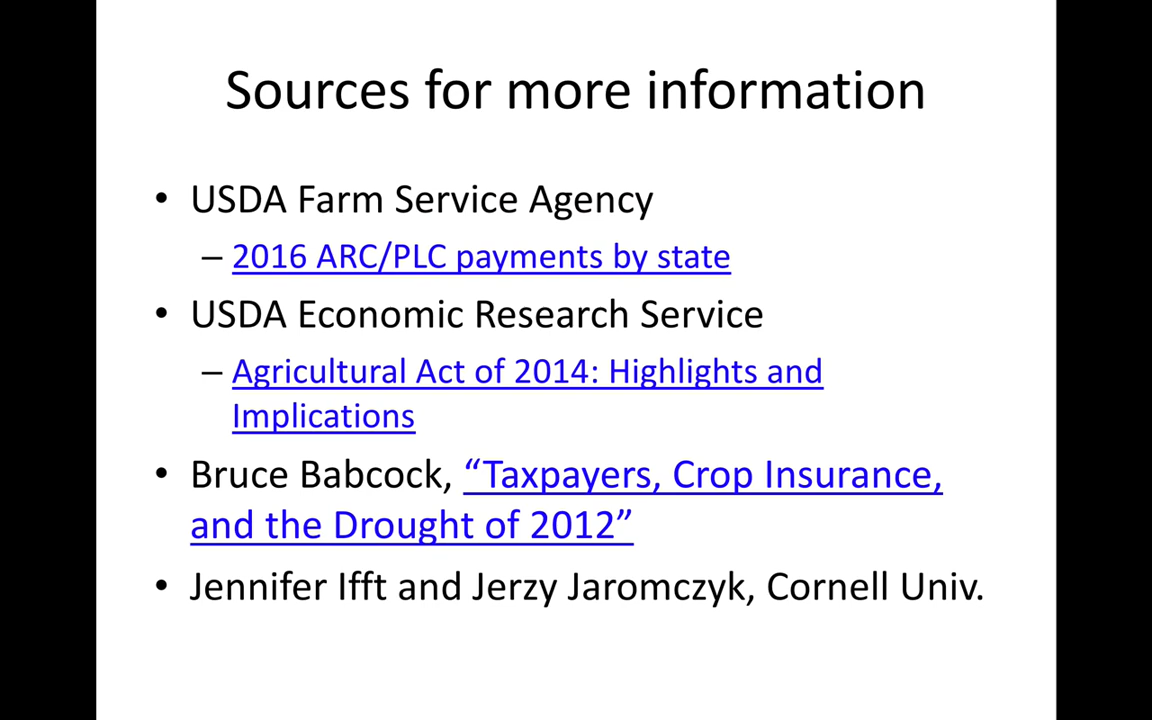 Sources for more information
• USDA Farm Service Agency
– 2016 ARC/PLC payments by state
• USDA Economic Research Service
– Agricultural Act of 2014: Highlights and
Implications
• Bruce Babcock, “Taxpayers, Crop Insurance,
and the Drought of 2012”
• Jennifer Ifft and Jerzy Jaromczyk, Cornell Univ.